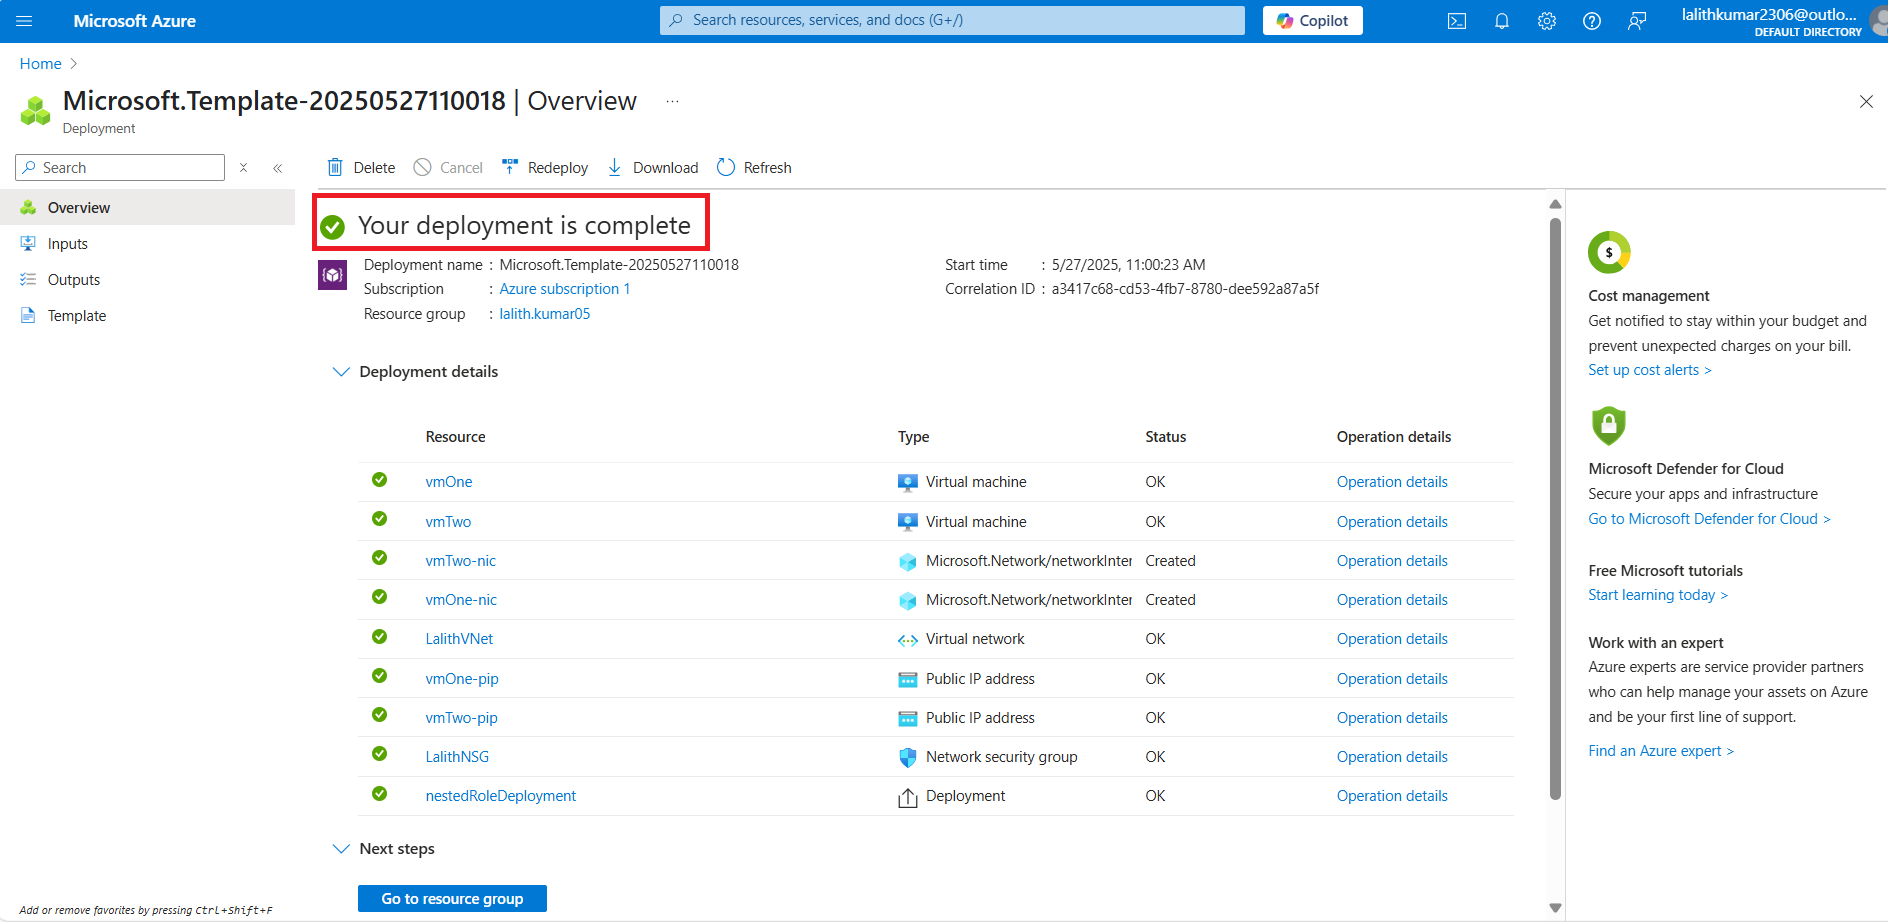 Microsoft Azure
Search resources, services, and docs (G+/)
Copilot
lalithkumar2306@outlo...
DEFAULT DIRECTORY
Home
Microsoft.Template-20250527110018 | Overview ...
Deployment
Search
Delete Cancel Redeploy Download Refresh
Overview
Inputs
Outputs
Template
Your deployment is complete
Deployment name : Microsoft.Template-20250527110018
Subscription : Azure subscription 1
Resource group : lalith.kumar05
Start time : 5/27/2025, 11:00:23 AM
Correlation ID : a3417c68-cd53-4fb7-8780-dee592a87a5f
Deployment details
Resource Type Status Operation details
vmOne Virtual machine OK Operation details
vmTwo Virtual machine OK Operation details
vmTwo-nic Microsoft.Network/networkInter Created Operation details
vmOne-nic Microsoft.Network/networkInter Created Operation details
LalithVNet Virtual network OK Operation details
vmOne-pip Public IP address OK Operation details
vmTwo-pip Public IP address OK Operation details
LalithNSG Network security group OK Operation details
nestedRoleDeployment Deployment OK Operation details
Next steps
Go to resource group
Add or remove favorites by pressing Ctrl+Shift+F
$
Cost management
Get notified to stay within your budget and
prevent unexpected charges on your bill.
Set up cost alerts >
Microsoft Defender for Cloud
Secure your apps and infrastructure
Go to Microsoft Defender for Cloud >
Free Microsoft tutorials
Start learning today >
Work with an expert
Azure experts are service provider partners
who can help manage your assets on Azure
and be your first line of support.
Find an Azure expert >